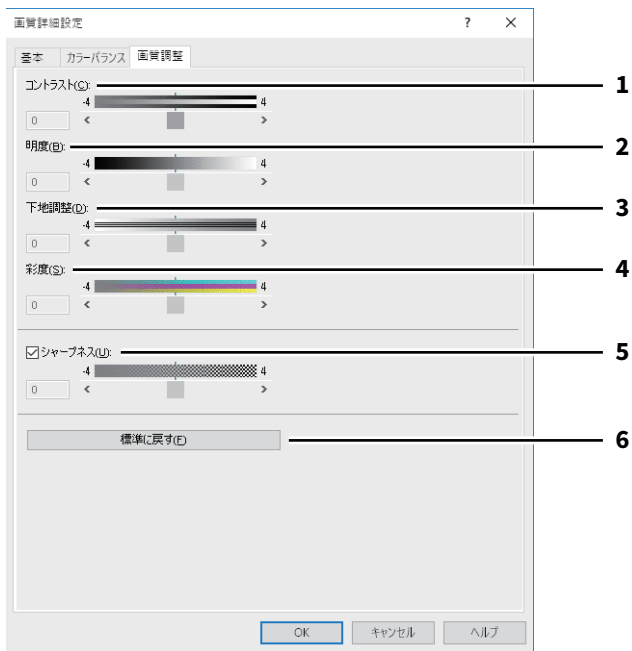 画質詳細設定 ? ×
基本 カラーバランス 画質調整
コントラスト(C): 1
-4 4
0 < >
明度(B): 2
-4 4
0 < >
下地調整(D): 3
-4 4
0 < >
彩度(S): 4
-4 4
0 < >
シャープネス(U): 5
-4 4
0 < >
標準に戻す(F) 6
OK キャンセル ヘルプ